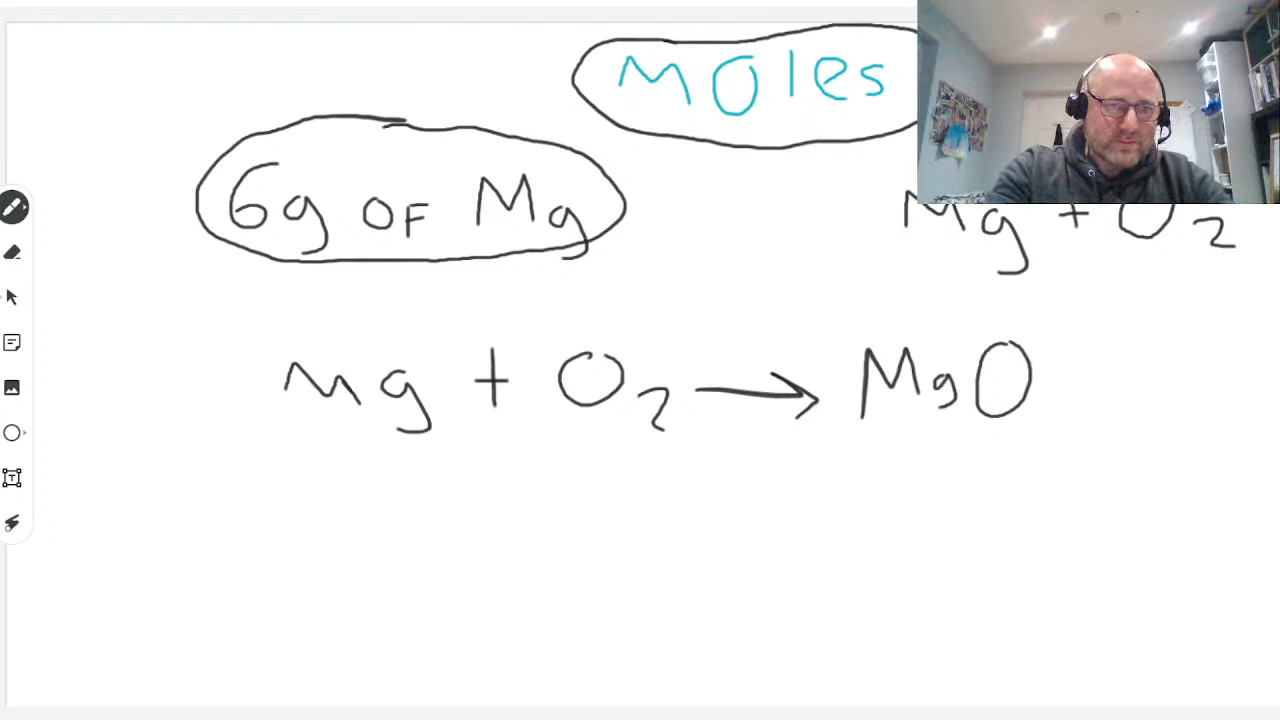 Moles
6g OF Mg
Mg + O2
Mg + O2 → MgO